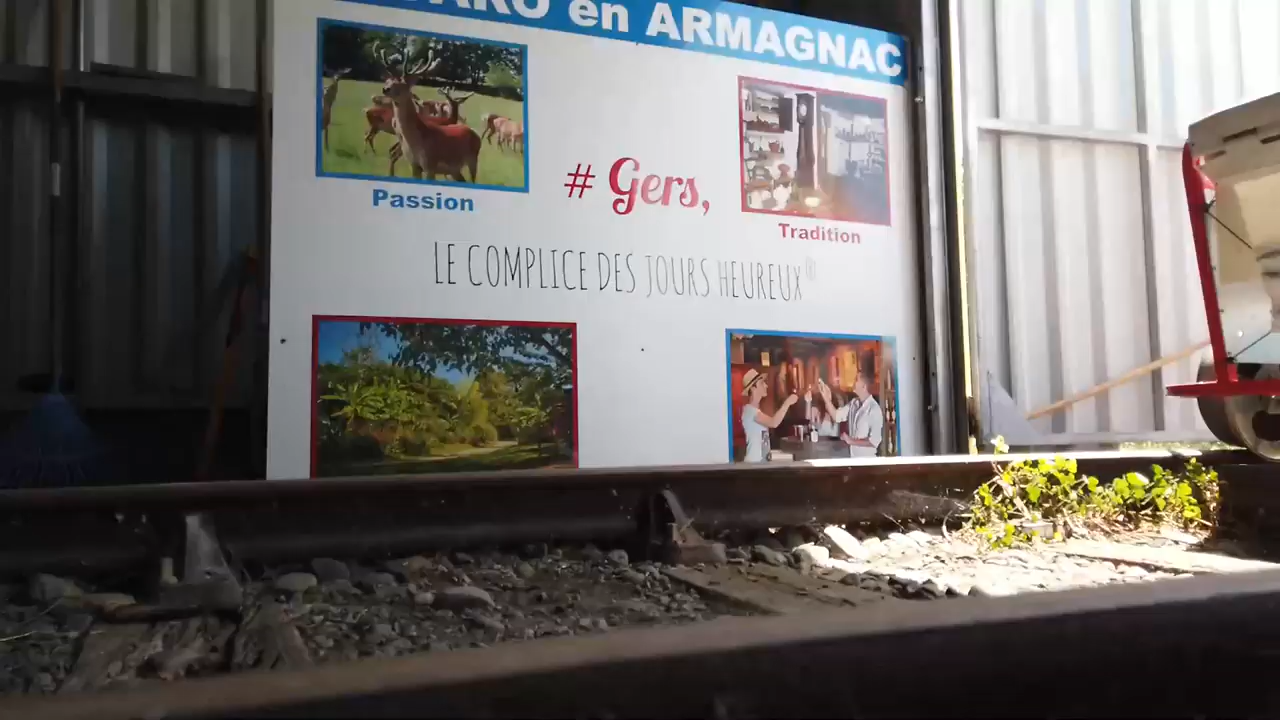 en ARMAGNAC
Passion
# Gers,
Tradition
LE COMPLICE DES JOURS HEUREUX®